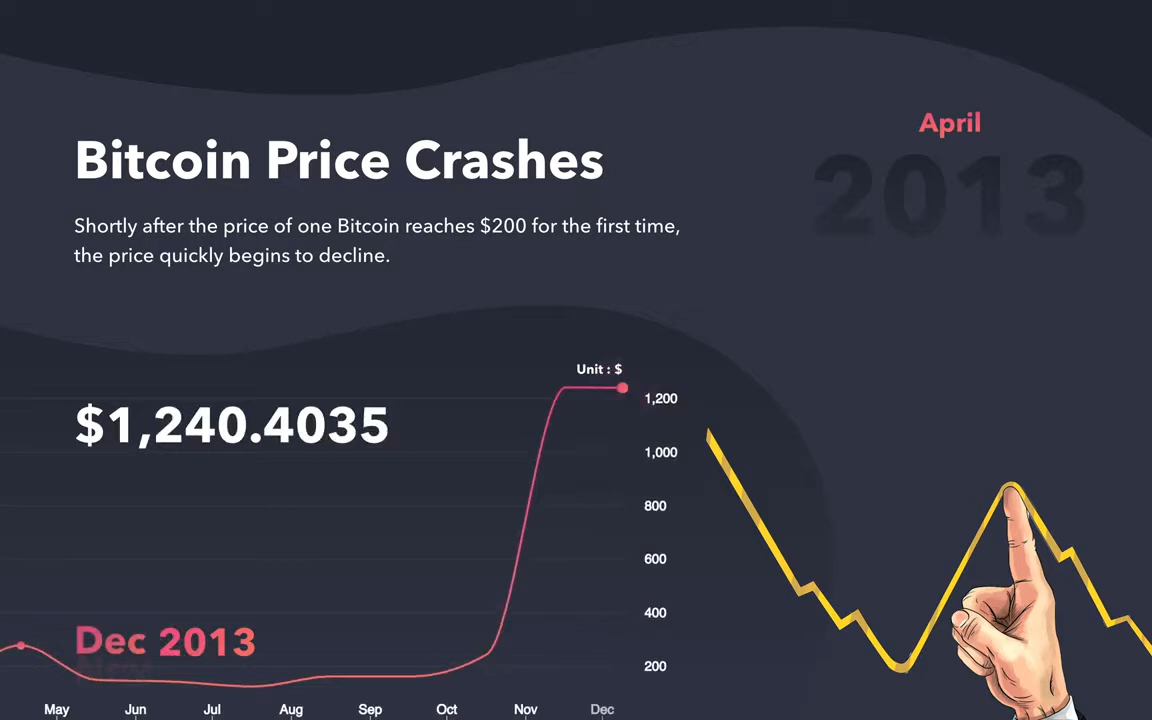 April
2013
Bitcoin Price Crashes
Shortly after the price of one Bitcoin reaches $200 for the first time,
the price quickly begins to decline.
Unit : $
$1,240.4035
1,200
1,000
800
600
400
200
Dec 2013
May Jun Jul Aug Sep Oct Nov Dec